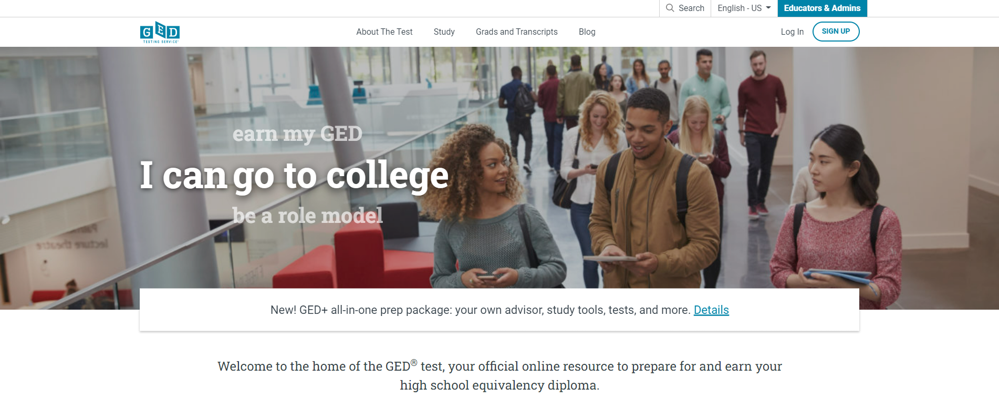 Search
English - US
Educators & Admins
GED
TESTING SERVICE
About The Test
Study
Grads and Transcripts
Blog
Log In
SIGN UP
earn my GED
I can go to college
be a role model
lecture theatre
New! GED+ all-in-one prep package: your own advisor, study tools, tests, and more. Details
Welcome to the home of the GED® test, your official online resource to prepare for and earn your
high school equivalency diploma.